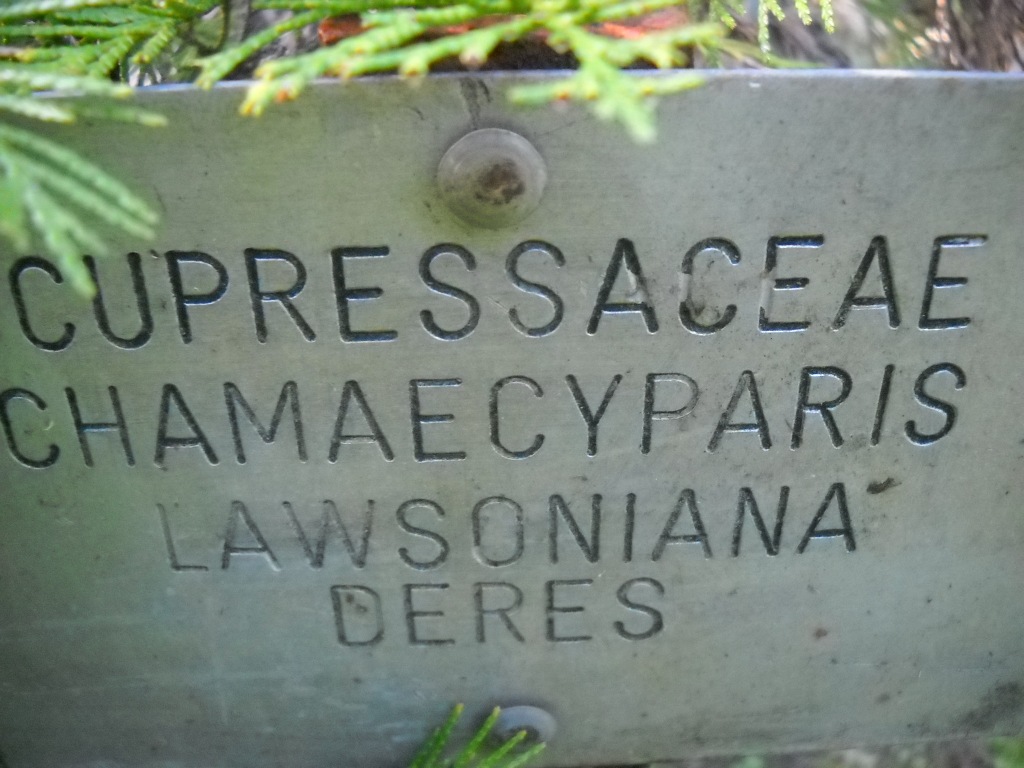 CUPRESSACEAE
CHAMAECYPARIS
LAWSONIANA
DERES